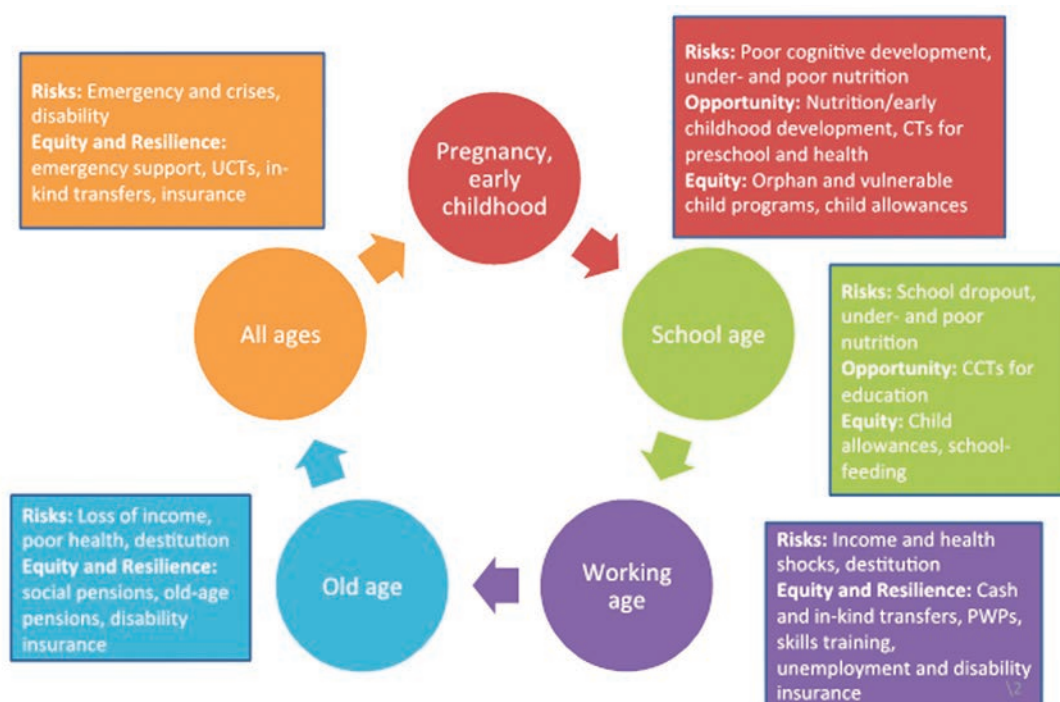 Pregnancy,
early
childhood
Risks: Poor cognitive development,
under- and poor nutrition
Opportunity: Nutrition/early
childhood development, CTs for
preschool and health
Equity: Orphan and vulnerable
child programs, child allowances
School age
Risks: School dropout,
under- and poor
nutrition
Opportunity: CCTs for
education
Equity: Child
allowances, school-
feeding
Working
age
Risks: Income and health
shocks, destitution
Equity and Resilience: Cash
and in-kind transfers, PWPs,
skills training,
unemployment and disability
insurance
\2
Old age
Risks: Loss of income,
poor health, destitution
Equity and Resilience:
social pensions, old-age
pensions, disability
insurance
All ages
Risks: Emergency and crises,
disability
Equity and Resilience:
emergency support, UCTs, in-
kind transfers, insurance